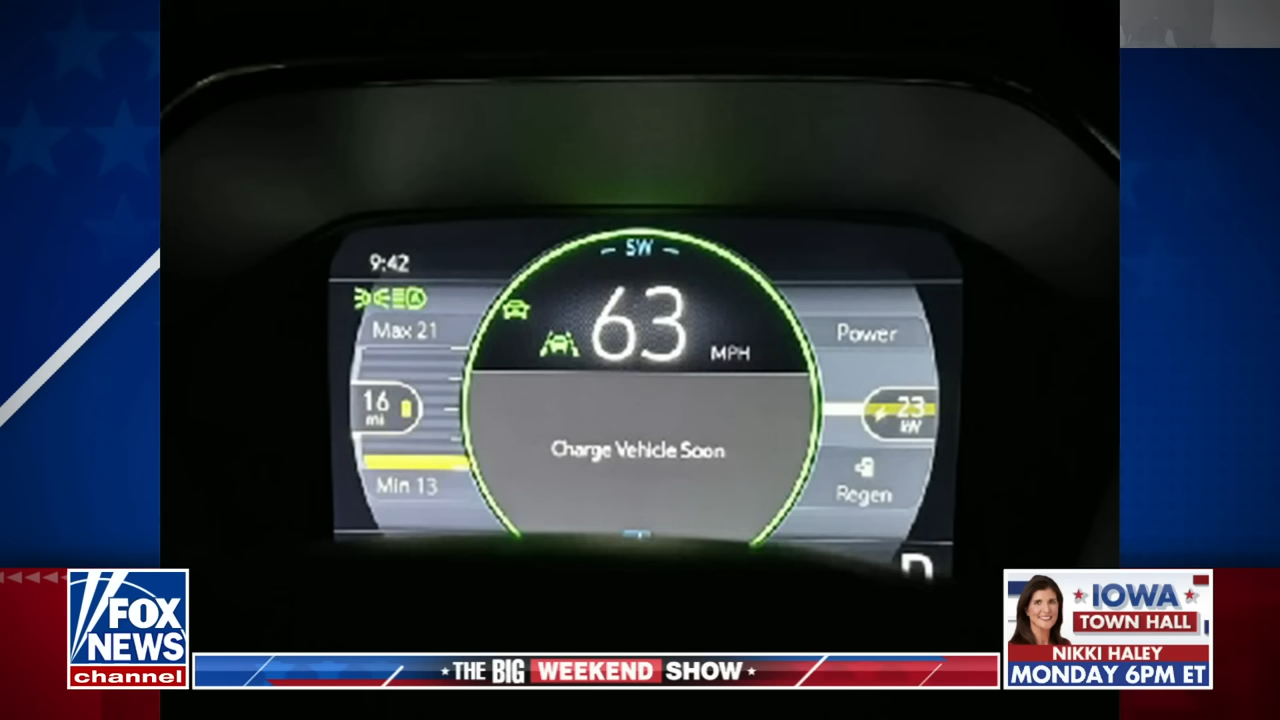 SW
9:42
63
MPH
Max 21
Power
16
mi
23
kW
Charge Vehicle Soon
Min 13
Regen
D
FOX
NEWS
channel
THE BIG WEEKEND SHOW
IOWA
TOWN HALL
NIKKI HALEY
MONDAY 6PM ET